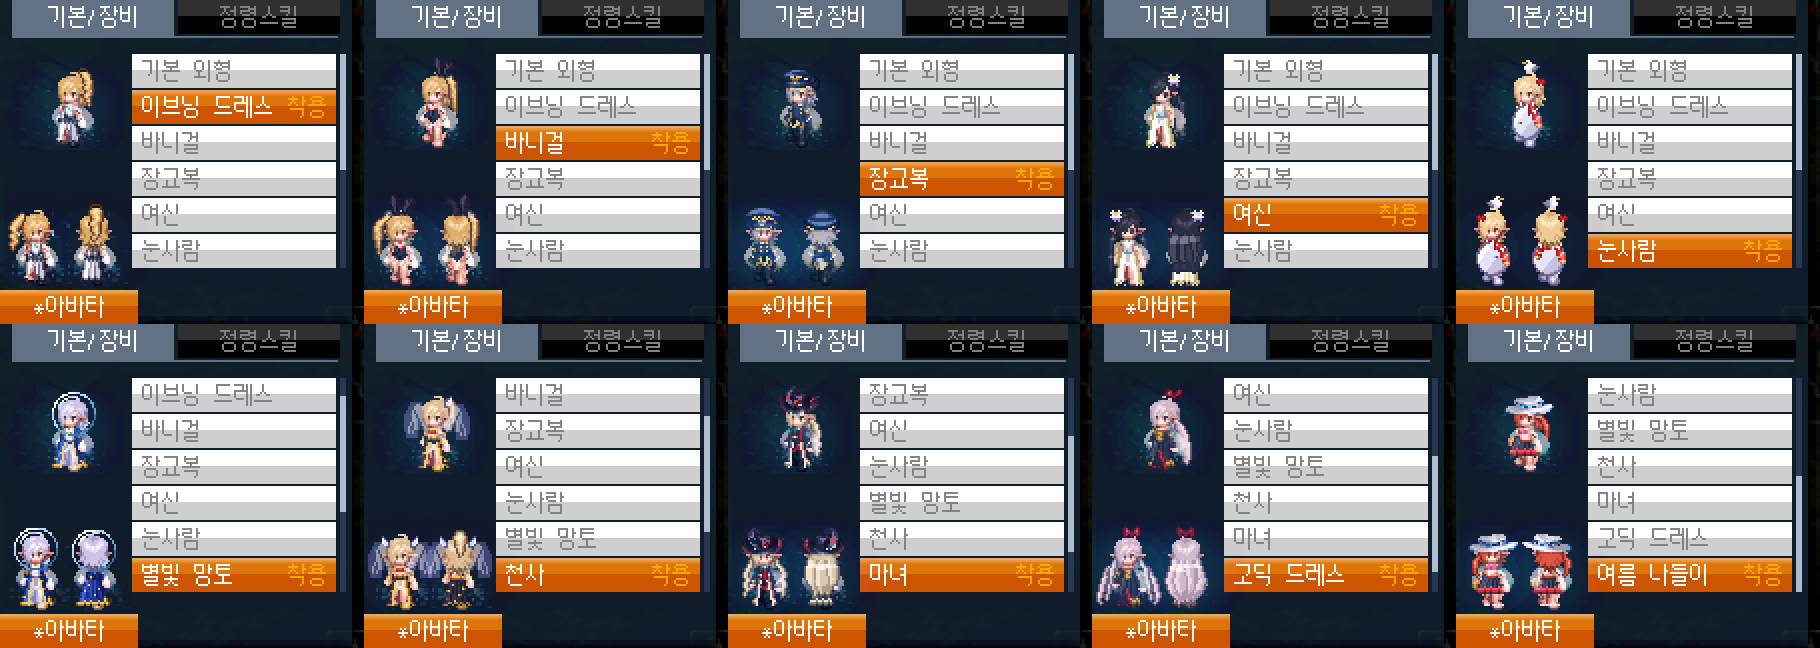 기본/장비 정령스킬
기본 외형
이브닝 드레스 착용
바니걸
장교복
여신
눈사람
*아바타
기본/장비 정령스킬
기본 외형
이브닝 드레스
바니걸 착용
장교복
여신
눈사람
*아바타
기본/장비 정령스킬
기본 외형
이브닝 드레스
바니걸
장교복 착용
여신
눈사람
*아바타
기본/장비 정령스킬
기본 외형
이브닝 드레스
바니걸
장교복
여신 착용
눈사람
*아바타
기본/장비 정령스킬
기본 외형
이브닝 드레스
바니걸
장교복
여신
눈사람 착용
*아바타
기본/장비 정령스킬
이브닝 드레스
바니걸
장교복
여신
눈사람
별빛 망토 착용
*아바타
기본/장비 정령스킬
바니걸
장교복
여신
눈사람
별빛 망토
천사 착용
*아바타
기본/장비 정령스킬
장교복
여신
눈사람
별빛 망토
천사
마녀 착용
*아바타
기본/장비 정령스킬
여신
눈사람
별빛 망토
천사
마녀
고딕 드레스 착용
*아바타
기본/장비 정령스킬
눈사람
별빛 망토
천사
마녀
고딕 드레스
여름 나들이 착용
*아바타